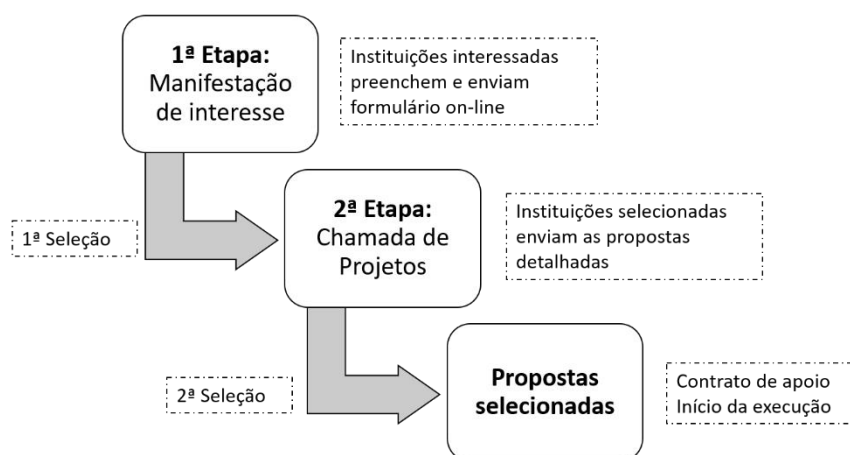 1ª Etapa:
Manifestação
de interesse
Instituições interessadas
preenchem e enviam
formulário on-line
1ª Seleção
2ª Etapa:
Chamada de
Projetos
Instituições selecionadas
enviam as propostas
detalhadas
2ª Seleção
Propostas
selecionadas
Contrato de apoio
Início da execução